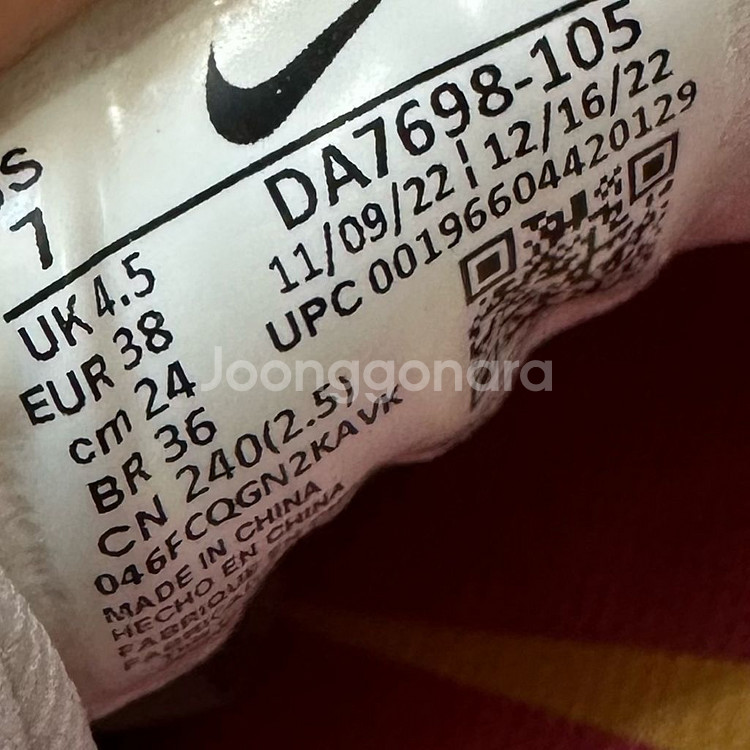 DA7698-105
11/09/22 12/16/22
UPC 00196604420129
S
7
UK 4.5
EUR 38
cm 24
BR 36
CN 240(2.5)
046FCQGN2KAVK
MADE IN CHINA
HECHO EN CHINA
Joonggonara